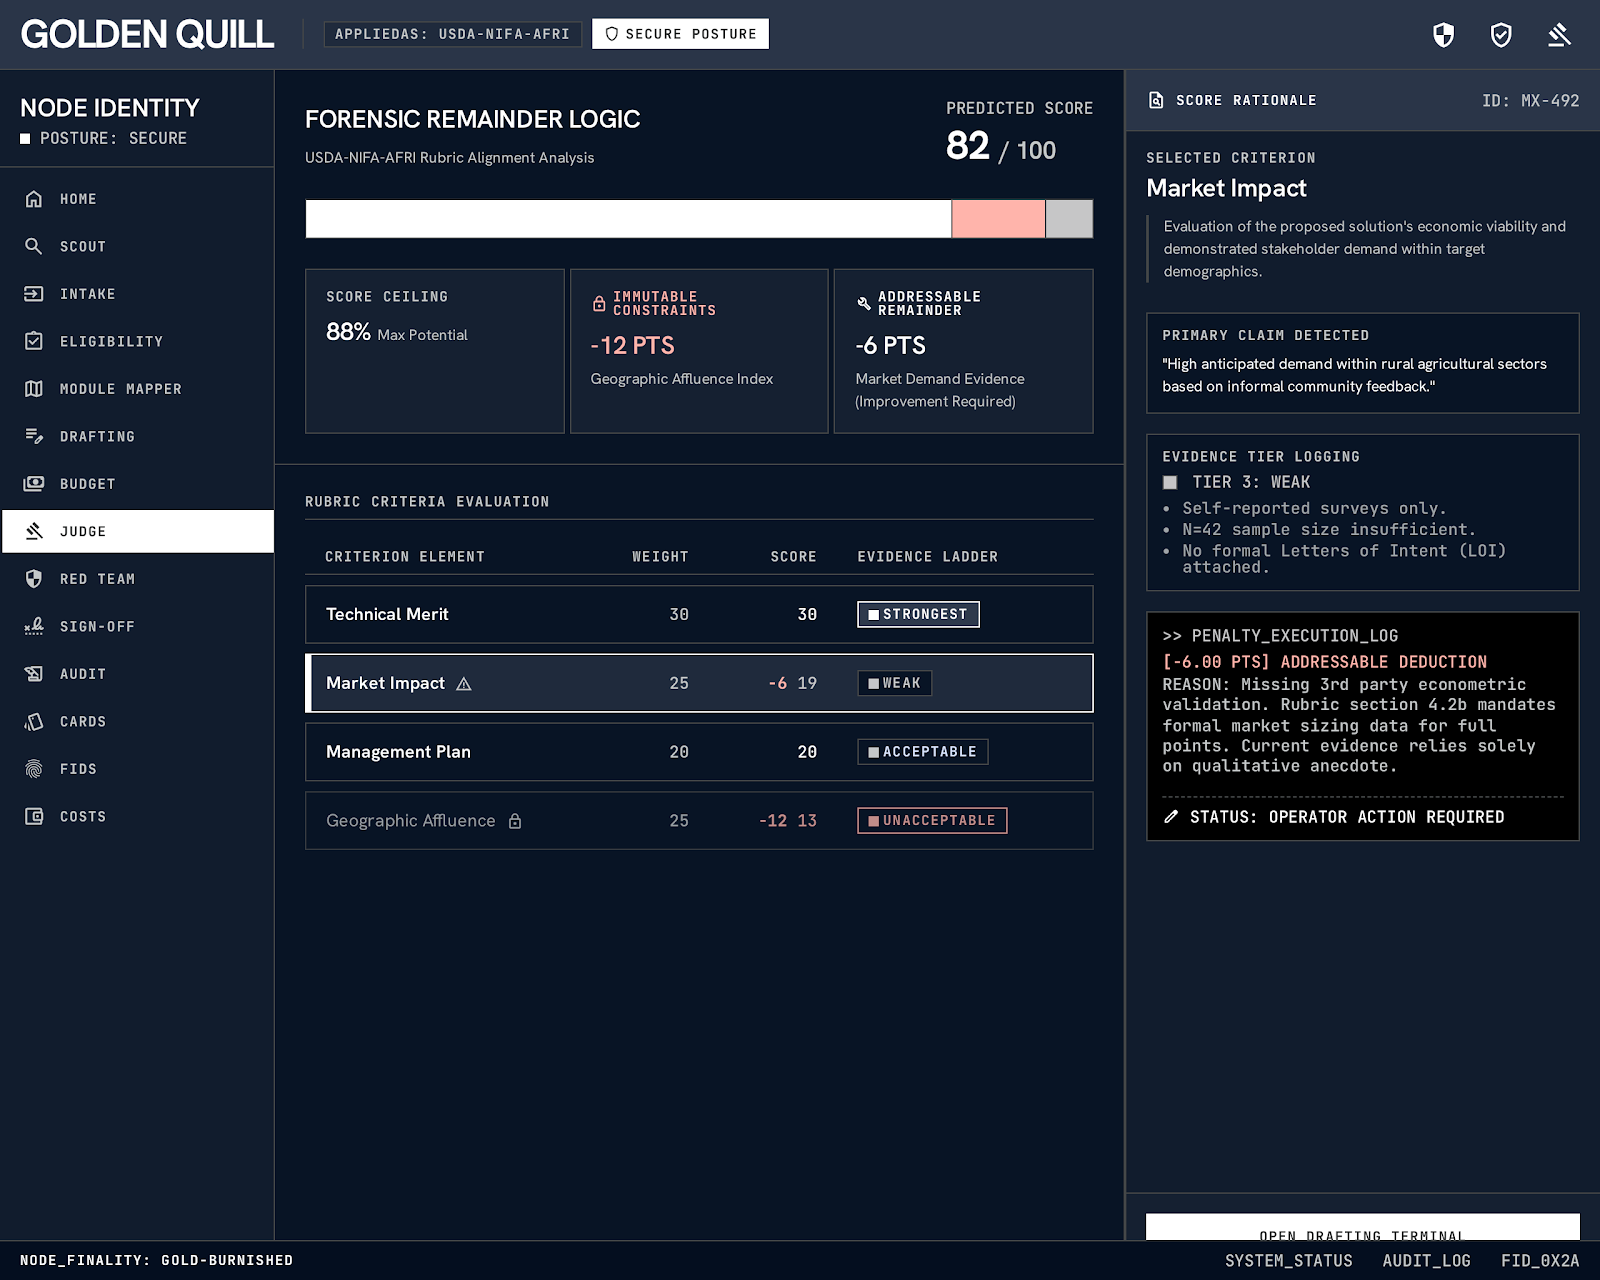 GOLDEN QUILL
APPLIEDAS: USDA-NIFA-AFRI
SECURE POSTURE
NODE IDENTITY
POSTURE: SECURE
HOME
SCOUT
INTAKE
ELIGIBILITY
MODULE MAPPER
DRAFTING
BUDGET
JUDGE
RED TEAM
SIGN-OFF
AUDIT
CARDS
FIDS
COSTS
FORENSIC REMAINDER LOGIC
USDA-NIFA-AFRI Rubric Alignment Analysis
PREDICTED SCORE
82 / 100
SCORE CEILING
88% Max Potential
IMMUTABLE
CONSTRAINTS
-12 PTS
Geographic Affluence Index
ADDRESSABLE
REMAINDER
-6 PTS
Market Demand Evidence
(Improvement Required)
RUBRIC CRITERIA EVALUATION
CRITERION ELEMENT WEIGHT SCORE EVIDENCE LADDER
Technical Merit 30 30 STRONGEST
Market Impact 25 -6 19 WEAK
Management Plan 20 20 ACCEPTABLE
Geographic Affluence 25 -12 13 UNACCEPTABLE
SCORE RATIONALE
ID: MX-492
SELECTED CRITERION
Market Impact
Evaluation of the proposed solution's economic viability and
demonstrated stakeholder demand within target
demographics.
PRIMARY CLAIM DETECTED
"High anticipated demand within rural agricultural sectors
based on informal community feedback."
EVIDENCE TIER LOGGING
TIER 3: WEAK
• Self-reported surveys only.
• N=42 sample size insufficient.
• No formal Letters of Intent (LOI)
attached.
>> PENALTY_EXECUTION_LOG
[-6.00 PTS] ADDRESSABLE DEDUCTION
REASON: Missing 3rd party econometric
validation. Rubric section 4.2b mandates
formal market sizing data for full
points. Current evidence relies solely
on qualitative anecdote.
STATUS: OPERATOR ACTION REQUIRED
OPEN DRAFTING TERMINAL
NODE_FINALITY: GOLD-BURNISHED
SYSTEM_STATUS
AUDIT_LOG
FID_0X2A